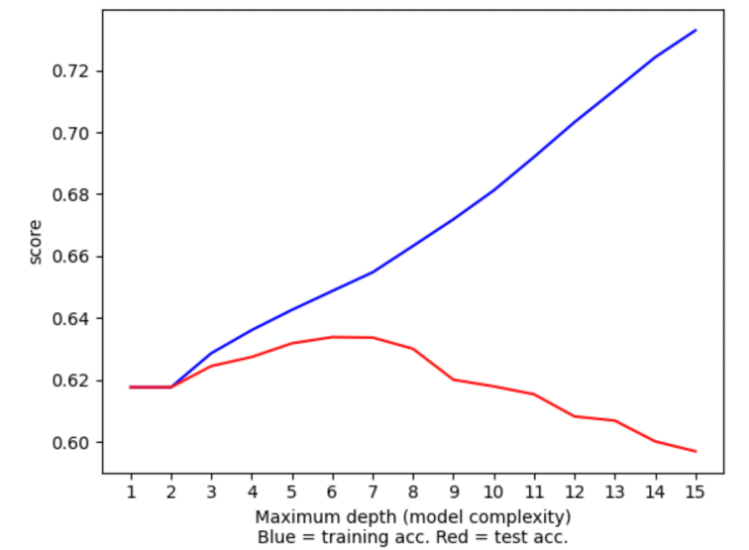 0.72
0.70
0.68
0.66
0.64
0.62
0.60
score
1 2 3 4 5 6 7 8 9 10 11 12 13 14 15
Maximum depth (model complexity)
Blue = training acc. Red = test acc.